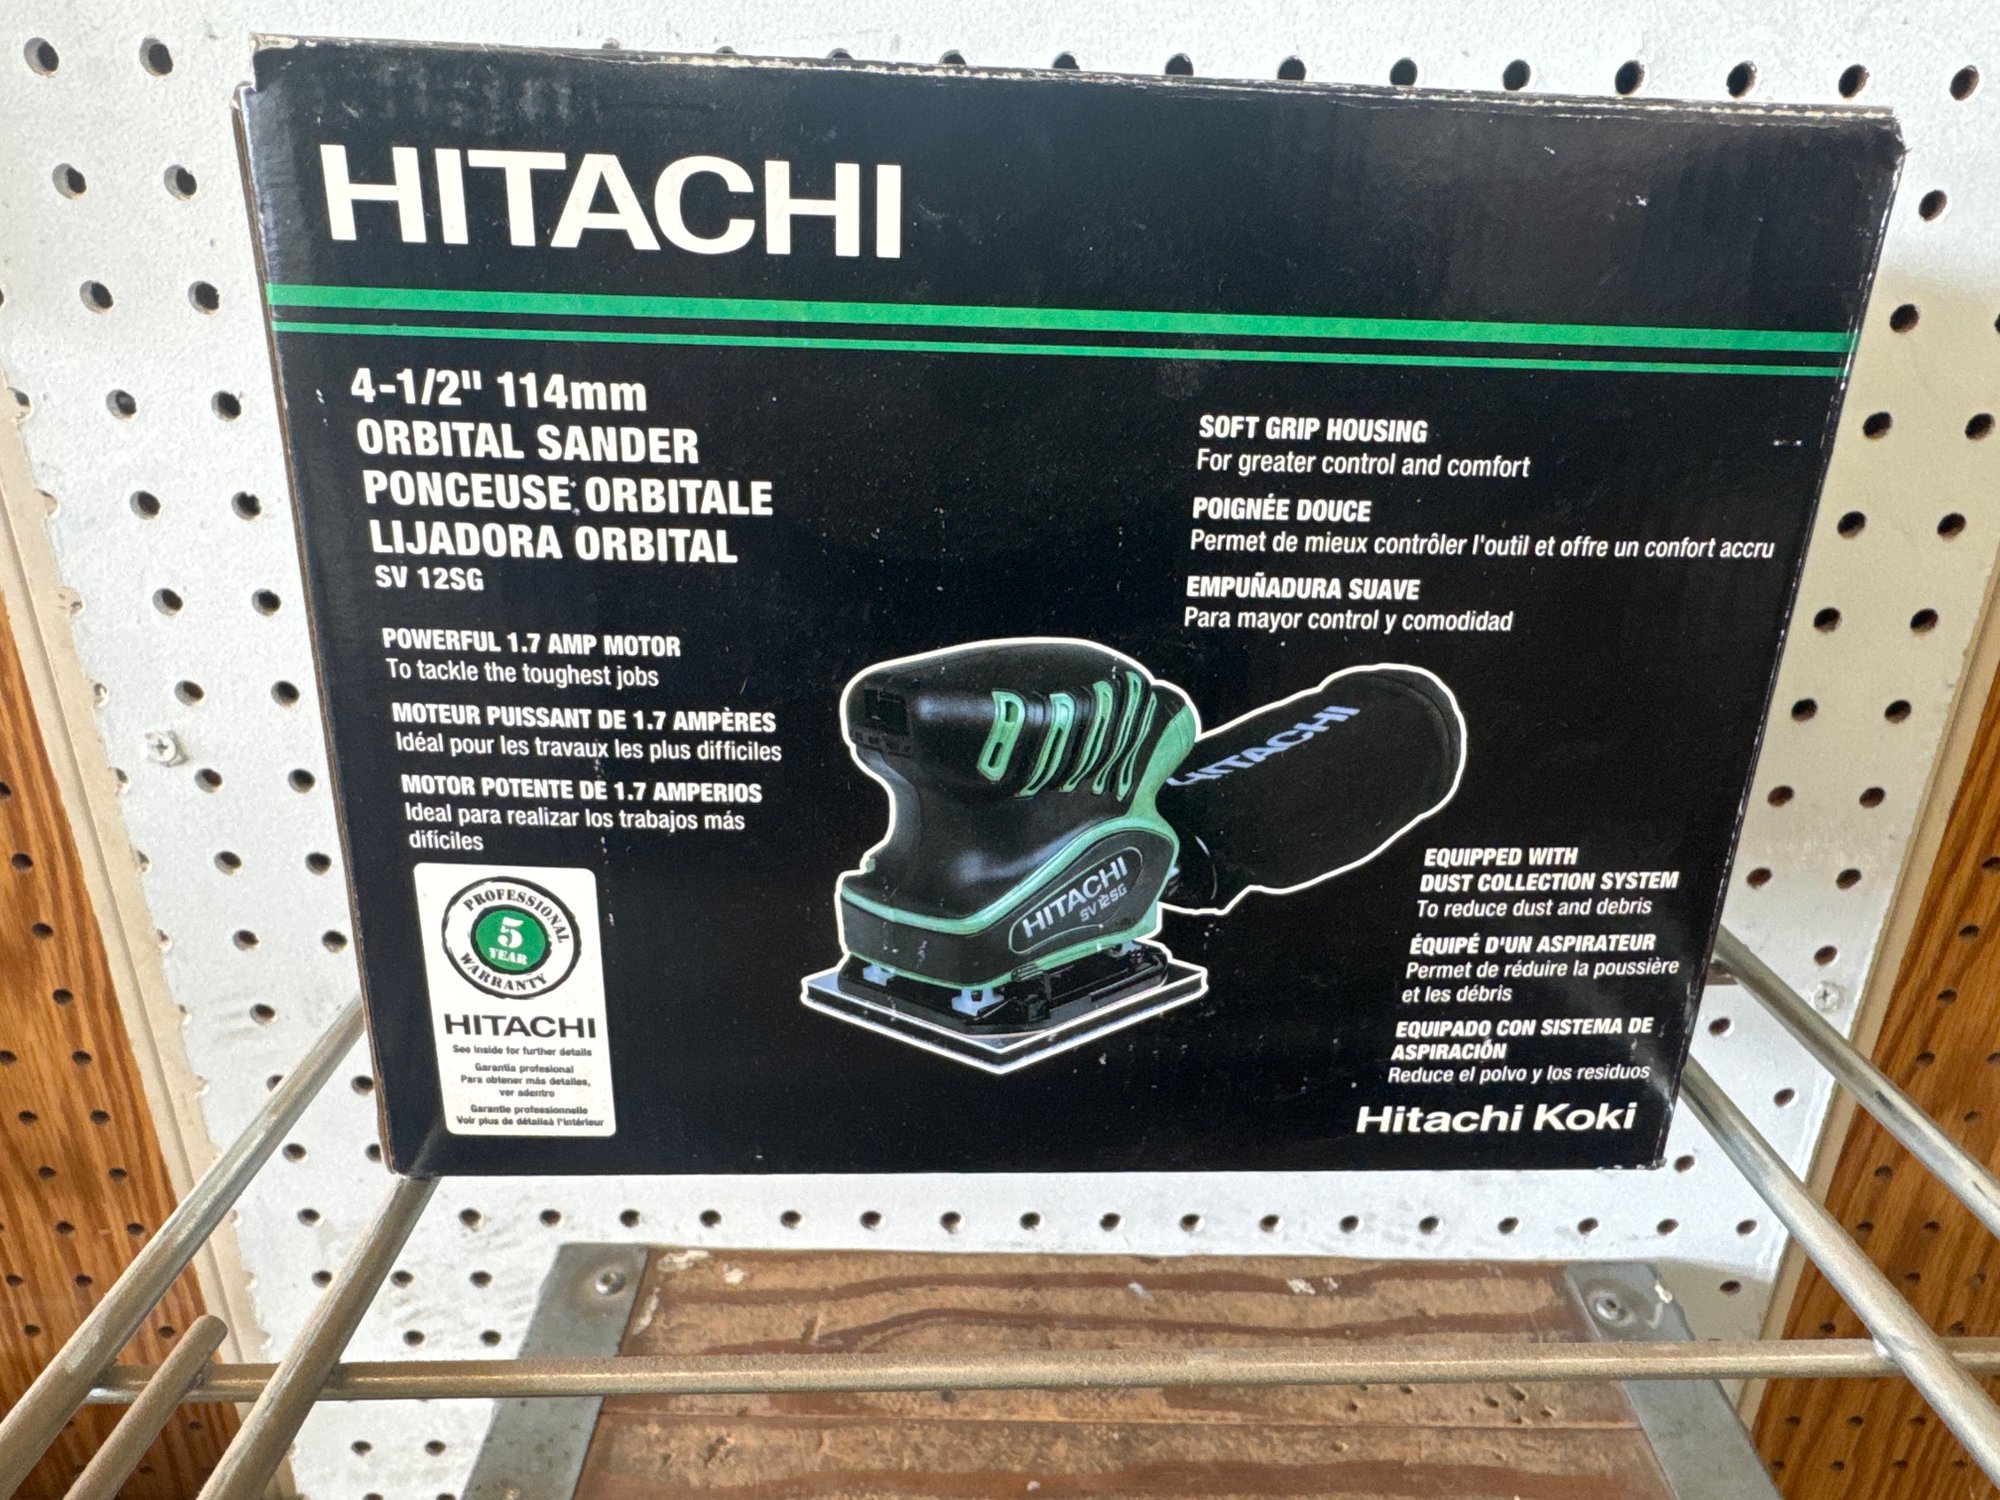 HITACHI
4-1/2" 114mm
ORBITAL SANDER
PONCEUSE ORBITALE
LIJADORA ORBITAL
SV 12SG
POWERFUL 1.7 AMP MOTOR
To tackle the toughest jobs
MOTEUR PUISSANT DE 1.7 AMPÈRES
Idéal pour les travaux les plus difficiles
MOTOR POTENTE DE 1.7 AMPERIOS
Ideal para realizar los trabajos más
difíciles
PROFESSIONAL
5
YEAR
WARRANTY
HITACHI
See inside for further details
Garantía profesional
Para obtener más detalles,
ver adentro
Garantie professionnelle
Voir plus de détailsà l'intérieur
SOFT GRIP HOUSING
For greater control and comfort
POIGNÉE DOUCE
Permet de mieux contrôler l'outil et offre un confort accru
EMPUÑADURA SUAVE
Para mayor control y comodidad
HITACHI
HITACHI
SV 12SG
EQUIPPED WITH
DUST COLLECTION SYSTEM
To reduce dust and debris
ÉQUIPÉ D'UN ASPIRATEUR
Permet de réduire la poussière
et les débris
EQUIPADO CON SISTEMA DE
ASPIRACIÓN
Reduce el polvo y los residuos
Hitachi Koki